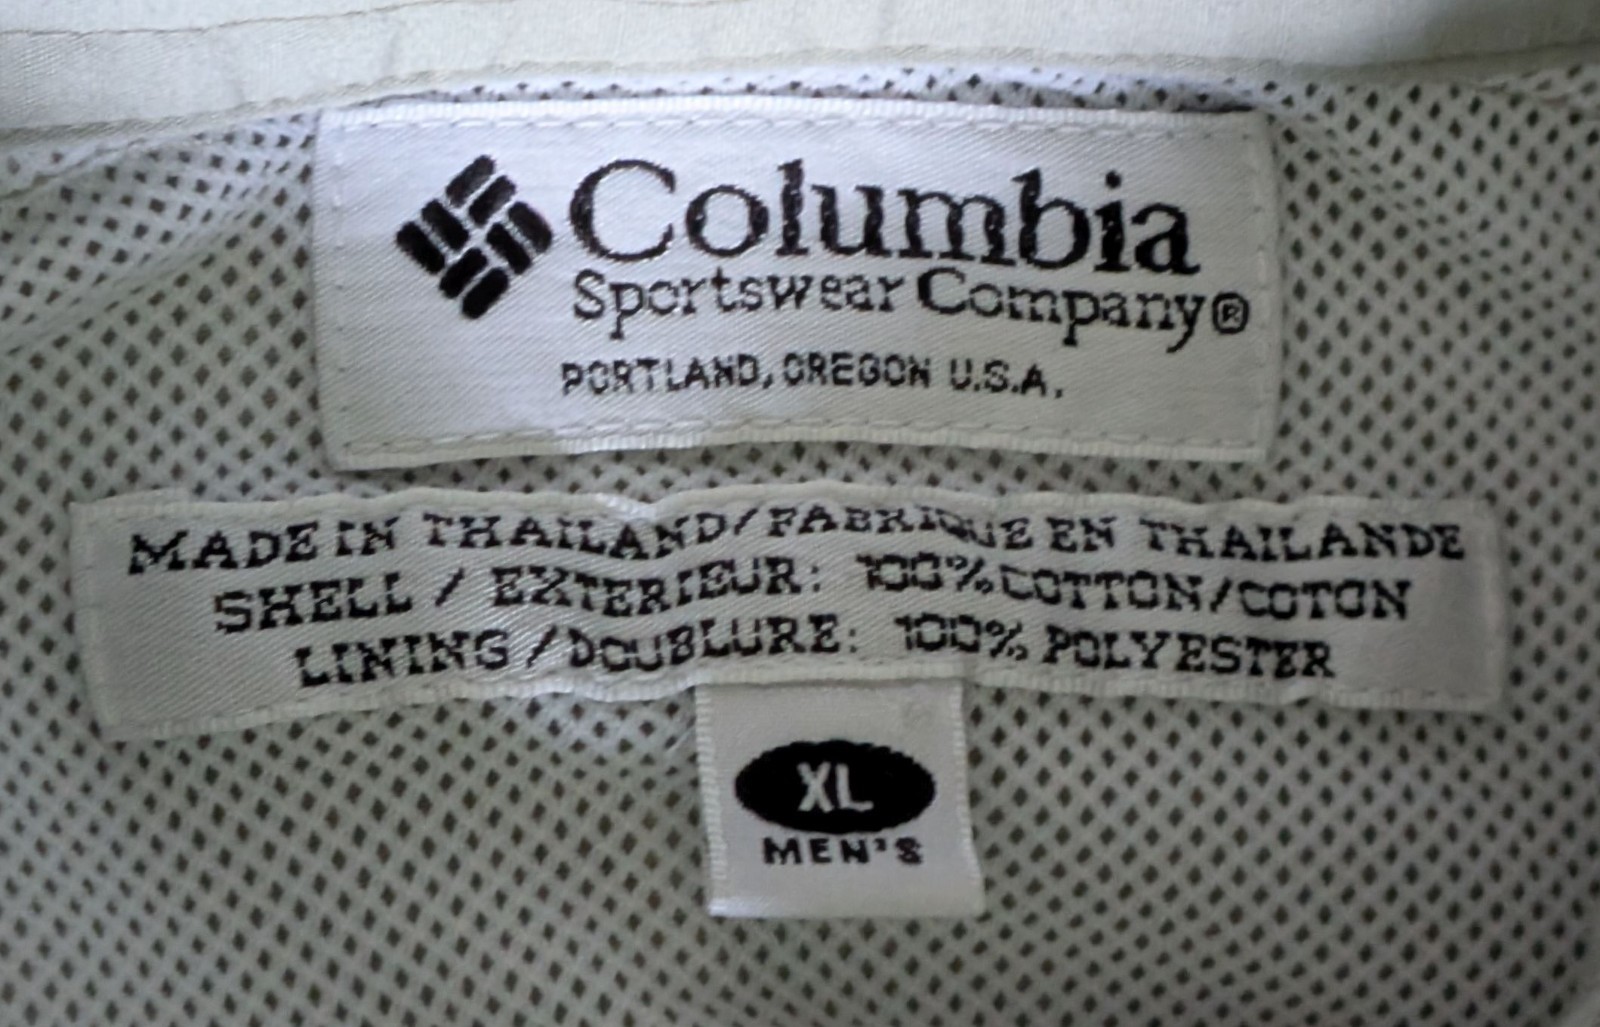 Columbia
Sportswear Company®
PORTLAND, OREGON U.S.A.
MADE IN THAILAND/FABRIQUE EN THAILANDE
SHELL / EXTERIEUR: 100% COTTON/COTON
LINING / DOUBLURE: 100% POLYESTER
XL
MEN'S